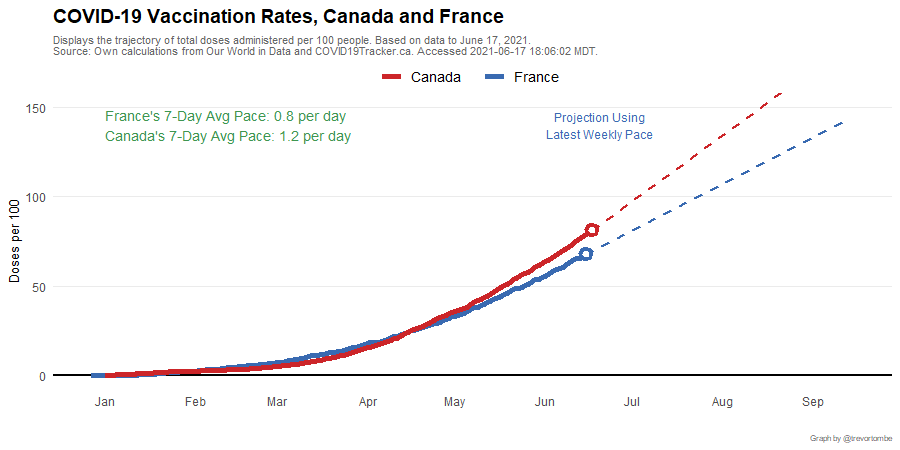 COVID-19 Vaccination Rates, Canada and France
Displays the trajectory of total doses administered per 100 people. Based on data to June 17, 2021.
Source: Own calculations from Our World in Data and COVID19Tracker.ca. Accessed 2021-06-17 18:06:02 MDT.
Canada France
France's 7-Day Avg Pace: 0.8 per day
Canada's 7-Day Avg Pace: 1.2 per day
Projection Using
Latest Weekly Pace
Doses per 100
150
100
50
0
Jan Feb Mar Apr May Jun Jul Aug Sep
Graph by @trevortombe